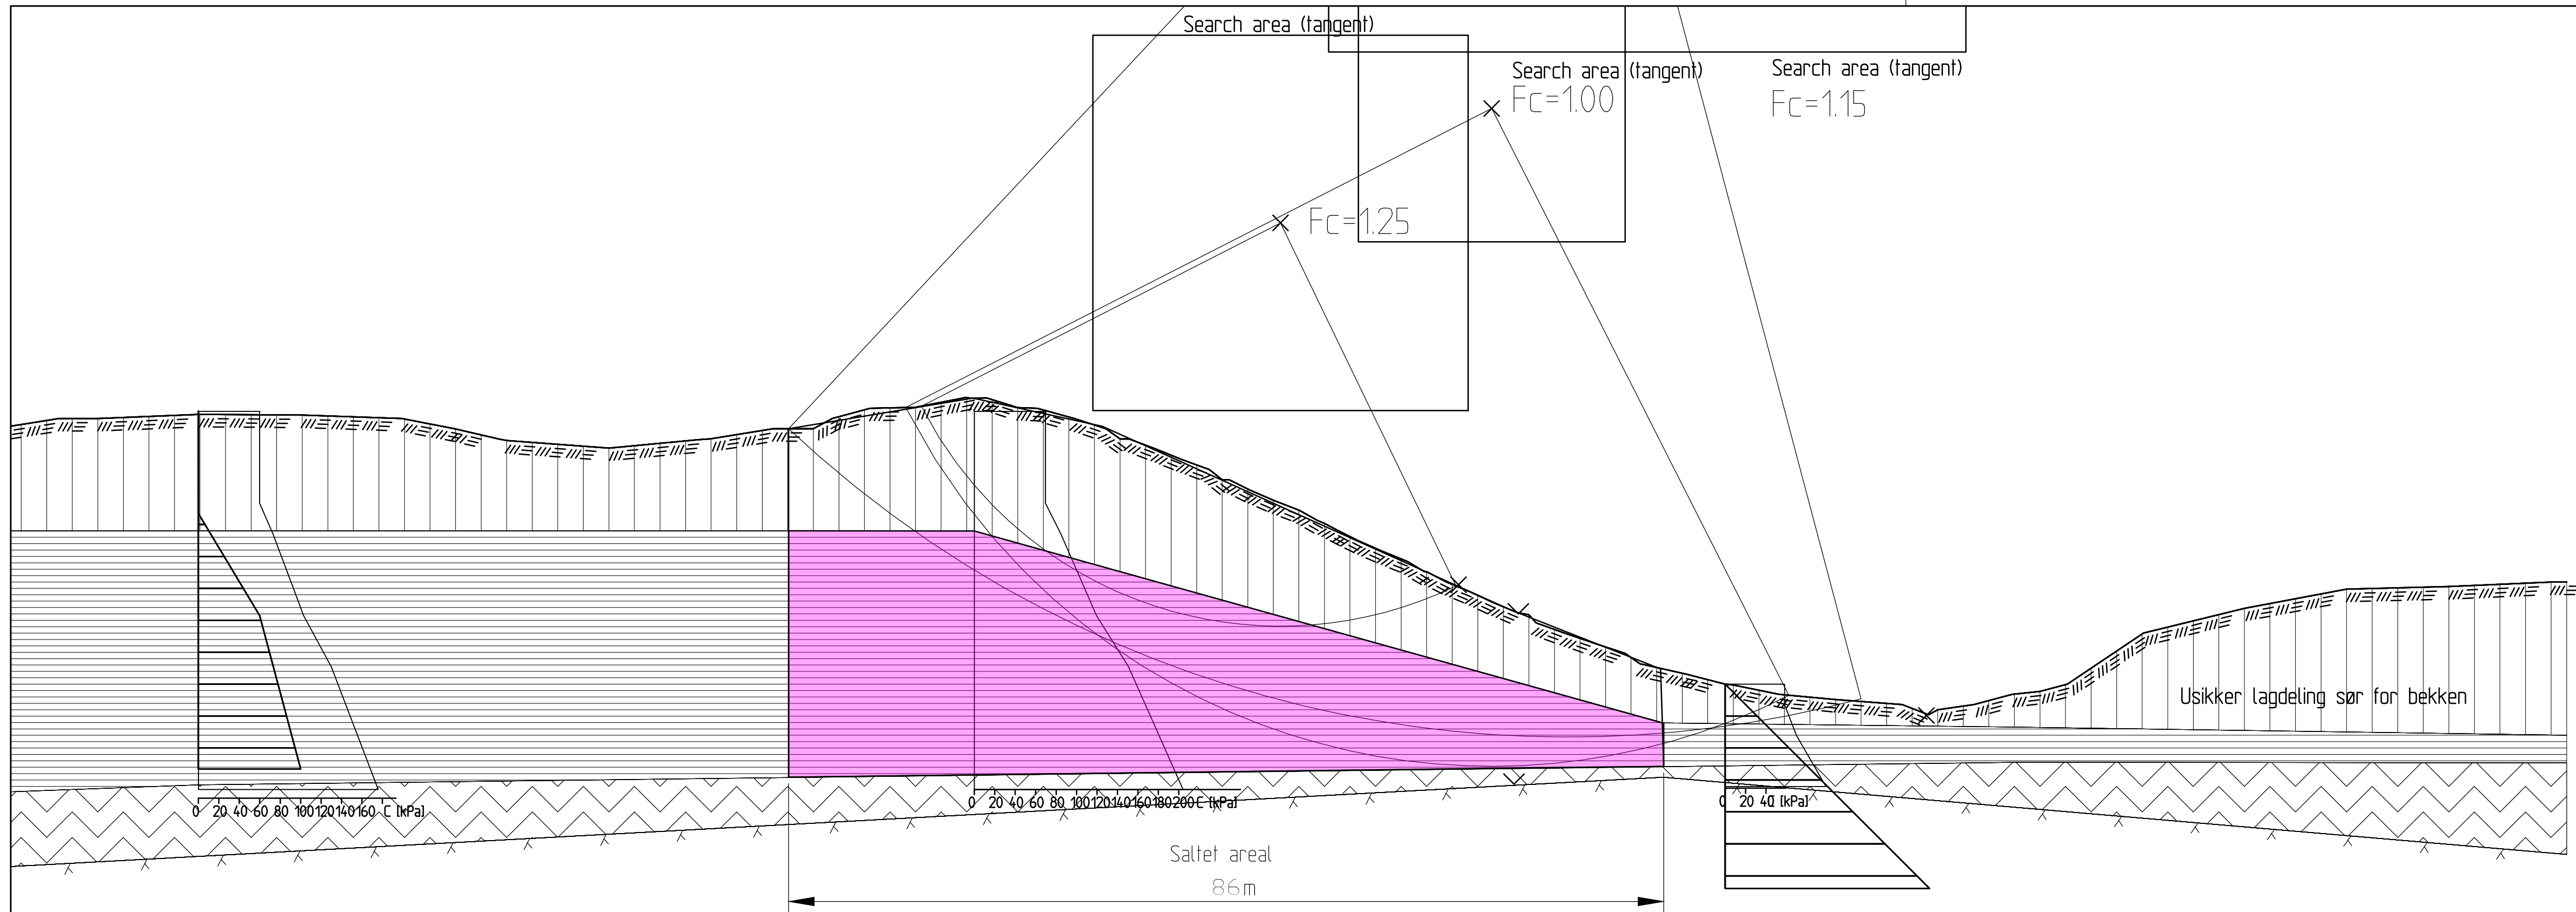 Search area (tangent)
Search area (tangent)
Fc=1.00
Search area (tangent)
Fc=1.15
Fc=1.25
Usikker lagdeling sør for bekken
0 20 40 60 80 100 120 140 160 C [kPa]
0 20 40 60 80 100 120 140 160 180 200 C [kPa]
0 20 40 [kPa]
Saltet areal
86m